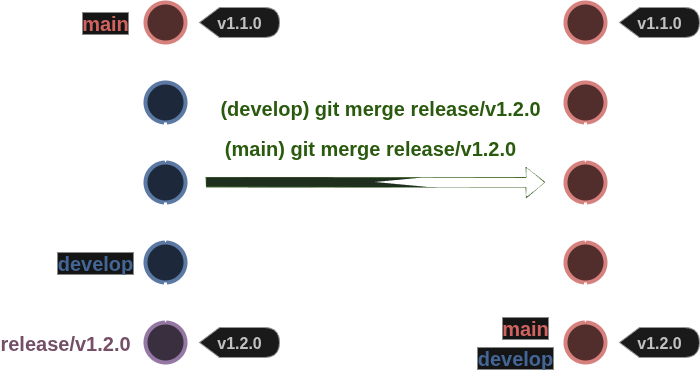 main
v1.1.0
v1.1.0
(develop) git merge release/v1.2.0
(main) git merge release/v1.2.0
develop
release/v1.2.0
v1.2.0
main
develop
v1.2.0